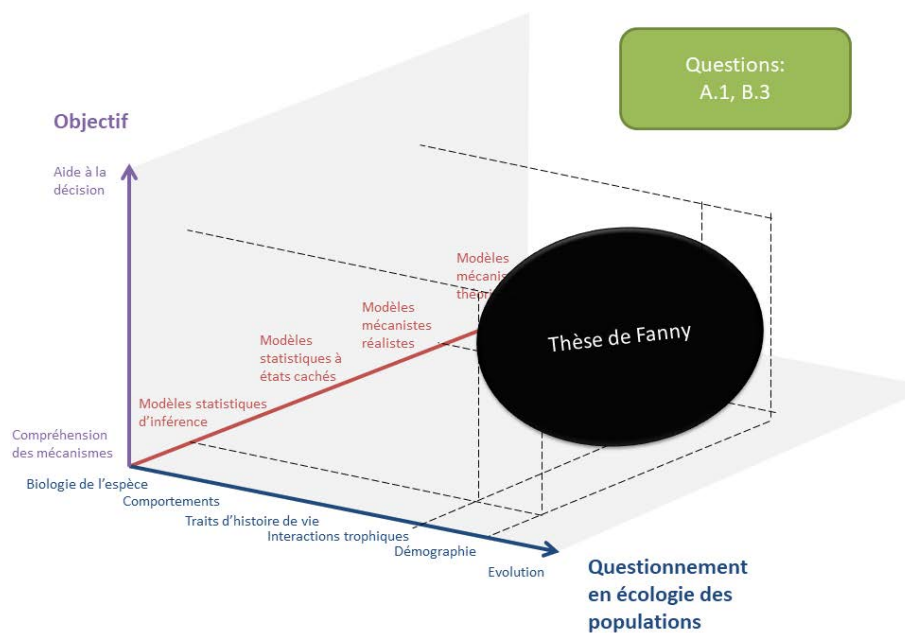 Questions:
A.1, B.3
Objectif
Aide à la
décision
Modèles
Modèles
mécanistes
réalistes
Modèles
statistiques à
états cachés
Modèles statistiques
d'inférence
Thèse de Fanny
Compréhension
des mécanismes
Biologie de l'espèce
Comportements
Traits d'histoire de vie
Interactions trophiques
Démographie
Evolution
Questionnement
en écologie des
populations